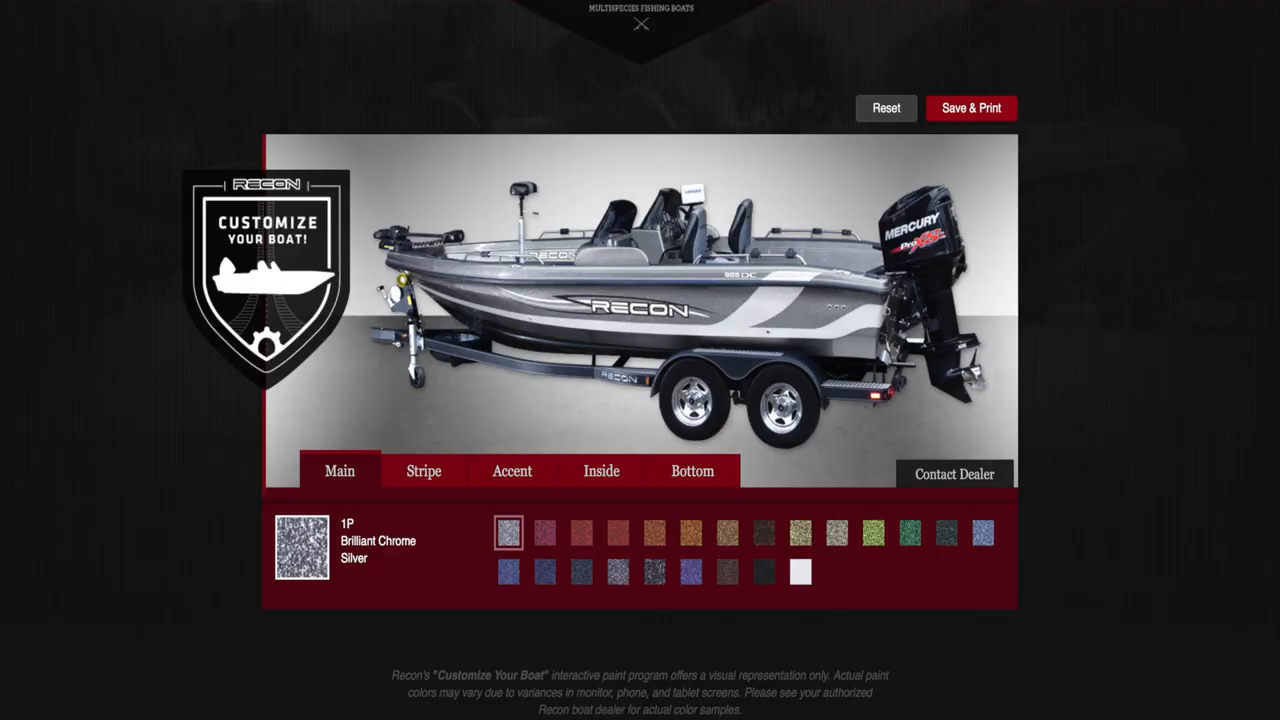 MULTISPECIES FISHING BOATS
Reset
Save & Print
RECON
CUSTOMIZE
YOUR BOAT!
MERCURY
Pro XS
RECON
985 DC
RECON
RECON
Main
Stripe
Accent
Inside
Bottom
Contact Dealer
1P
Brilliant Chrome
Silver
Recon's "Customize Your Boat" interactive paint program offers a visual representation only. Actual paint
colors may vary due to variances in monitor, phone, and tablet screens. Please see your authorized
Recon boat dealer for actual color samples.